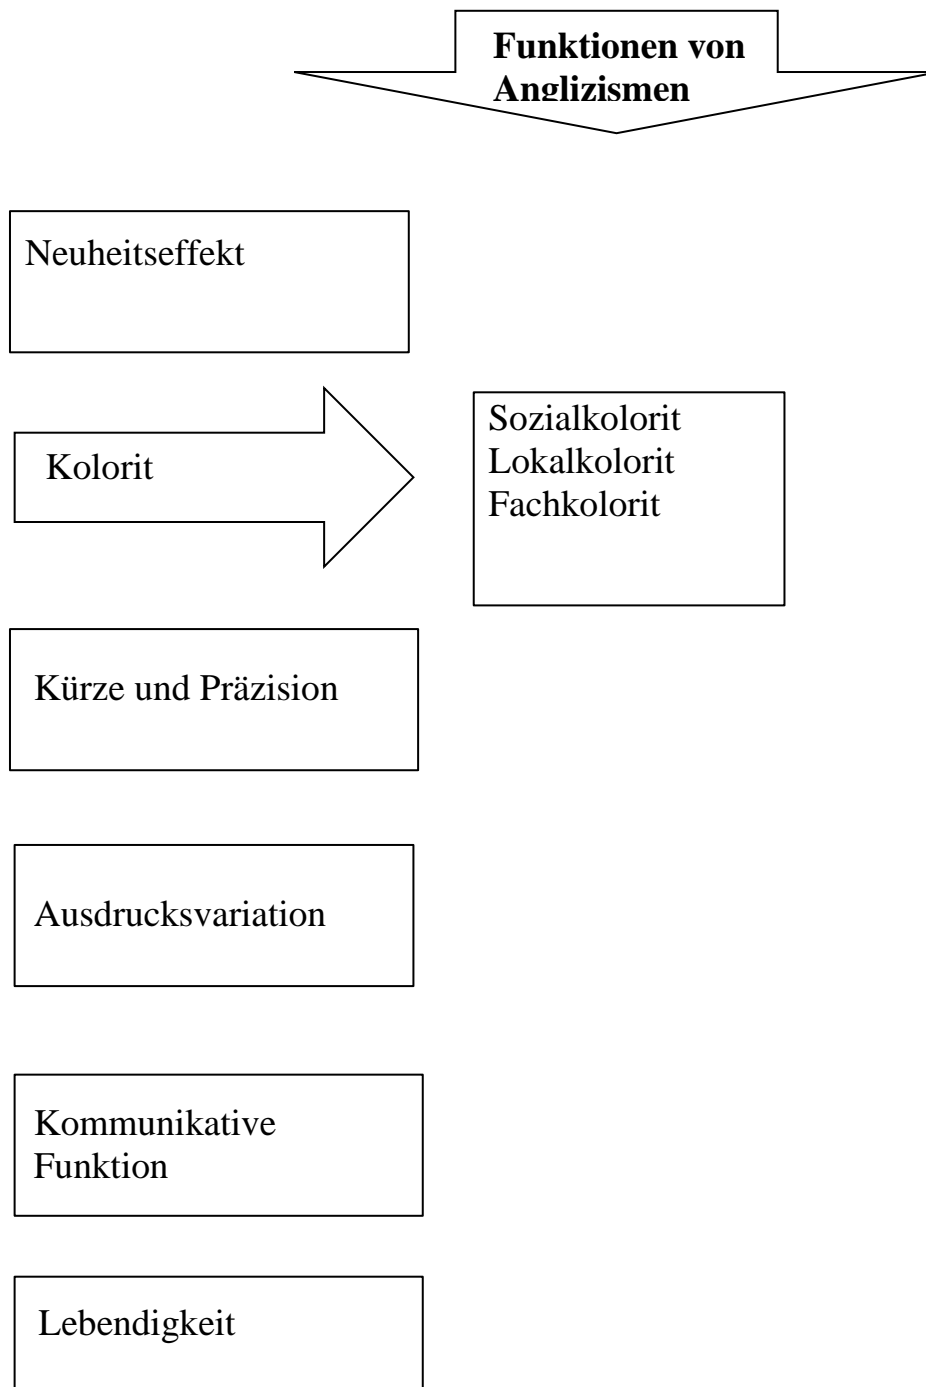 Funktionen von
Anglizismen
Neuheitseffekt
Kolorit
Sozialkolorit
Lokalkolorit
Fachkolorit
Kürze und Präzision
Ausdrucksvariation
Kommunikative
Funktion
Lebendigkeit